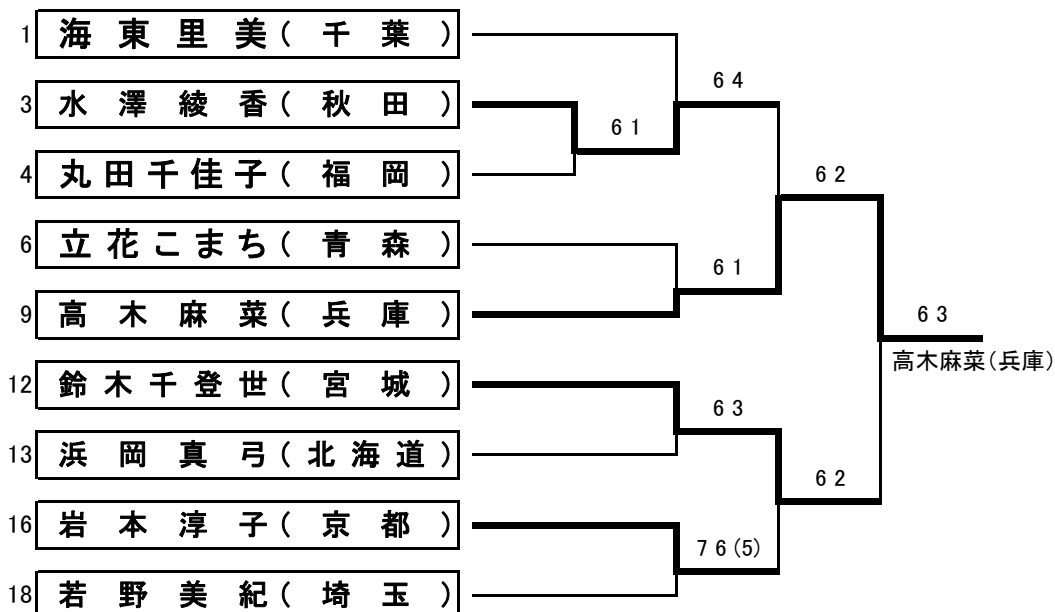 1 海東里美(千葉)
6 4
3 水澤綾香(秋田)
6 1
4 丸田千佳子(福岡)
6 2
6 立花こまち(青森)
6 1
9 高木麻菜(兵庫)
6 3
高木麻菜(兵庫)
12 鈴木千登世(宮城)
6 3
13 浜岡真弓(北海道)
6 2
16 岩本淳子(京都)
7 6(5)
18 若野美紀(埼玉)